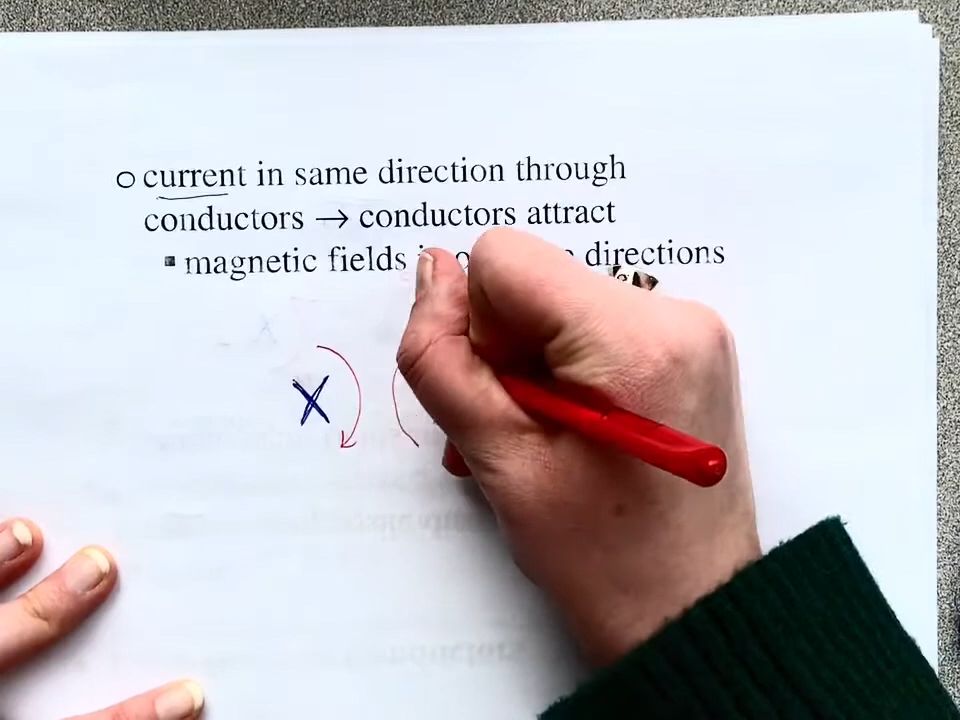 o current in same direction through
conductors → conductors attract
▪ magnetic fields directions
X